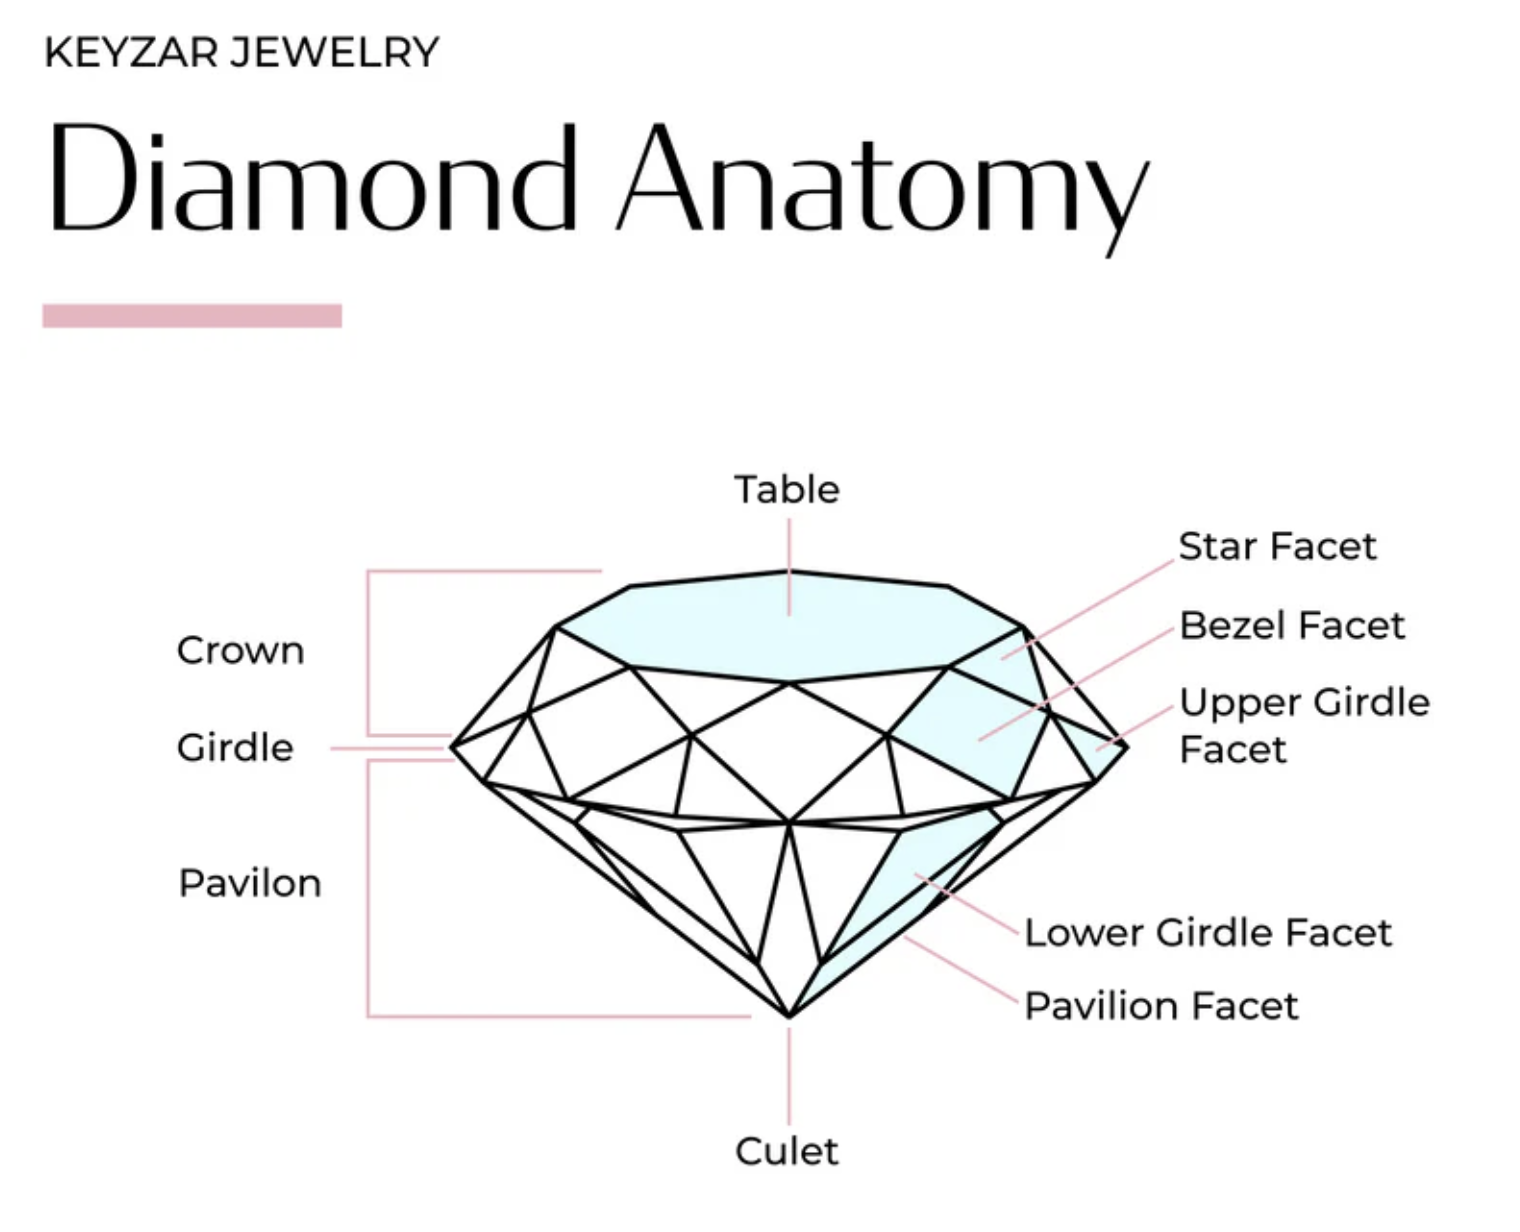 KEYZAR JEWELRY
Diamond Anatomy
Table
Star Facet
Bezel Facet
Crown
Upper Girdle
Facet
Girdle
Pavilon
Lower Girdle Facet
Pavilion Facet
Culet